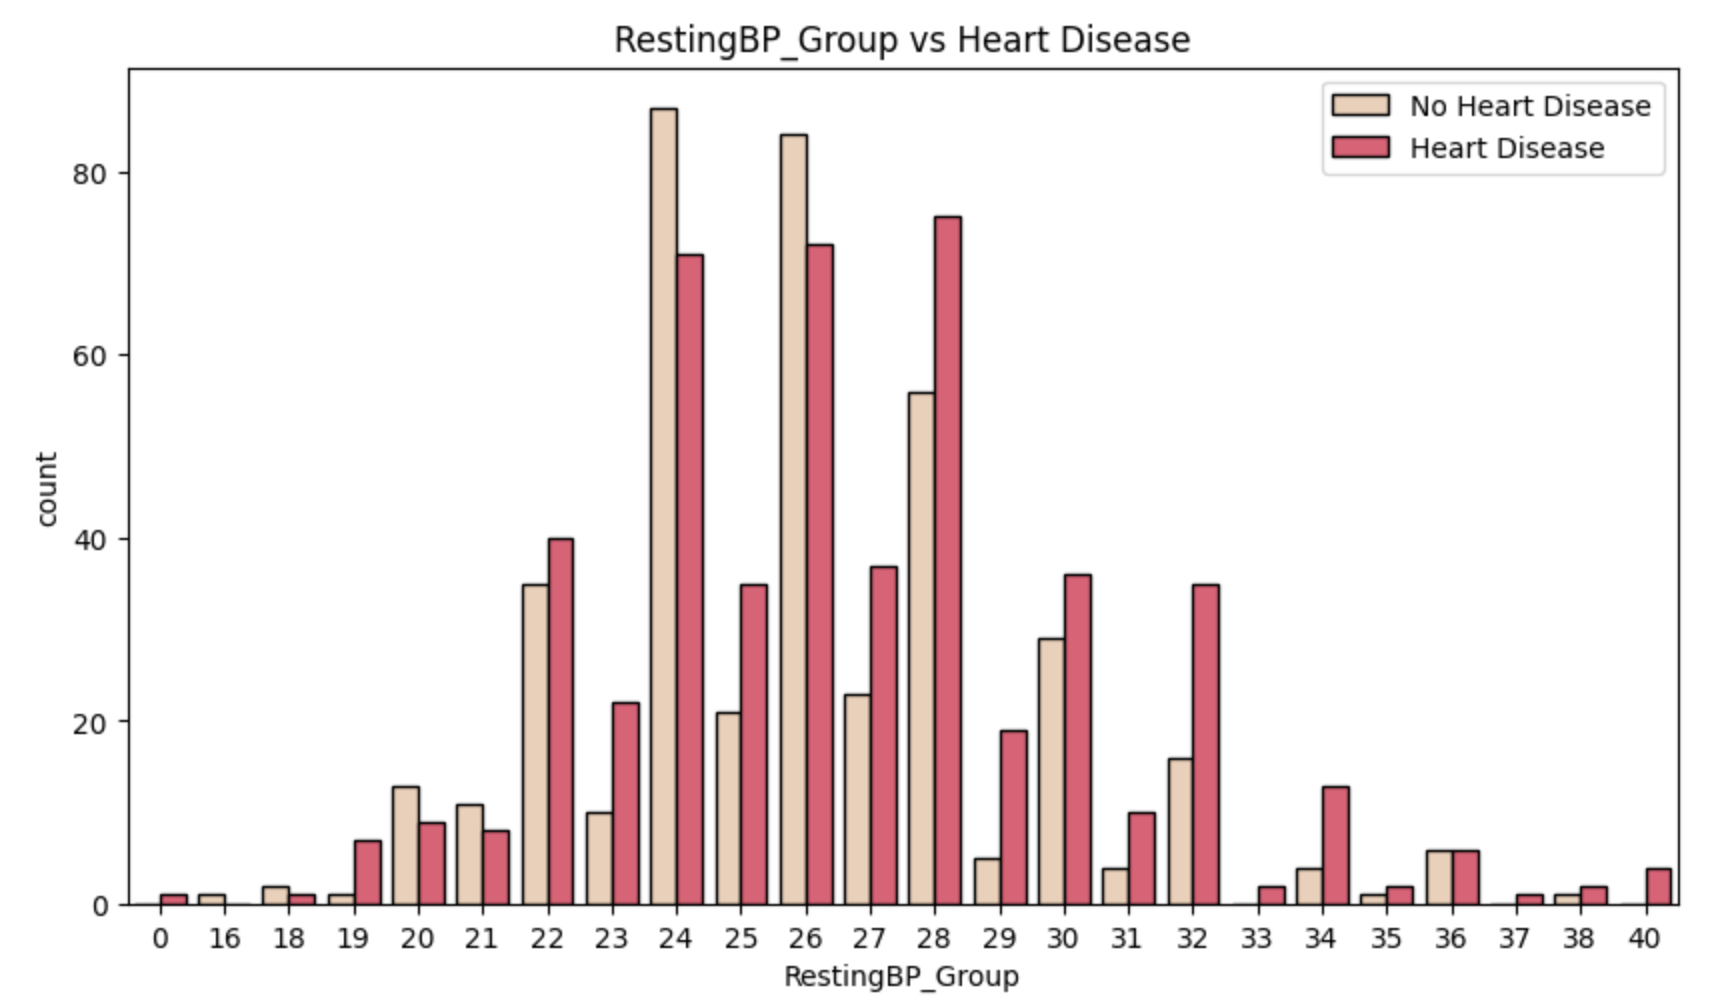 RestingBP_Group vs Heart Disease
No Heart Disease
Heart Disease
80
60
40
20
0
count
0 16 18 19 20 21 22 23 24 25 26 27 28 29 30 31 32 33 34 35 36 37 38 40
RestingBP_Group